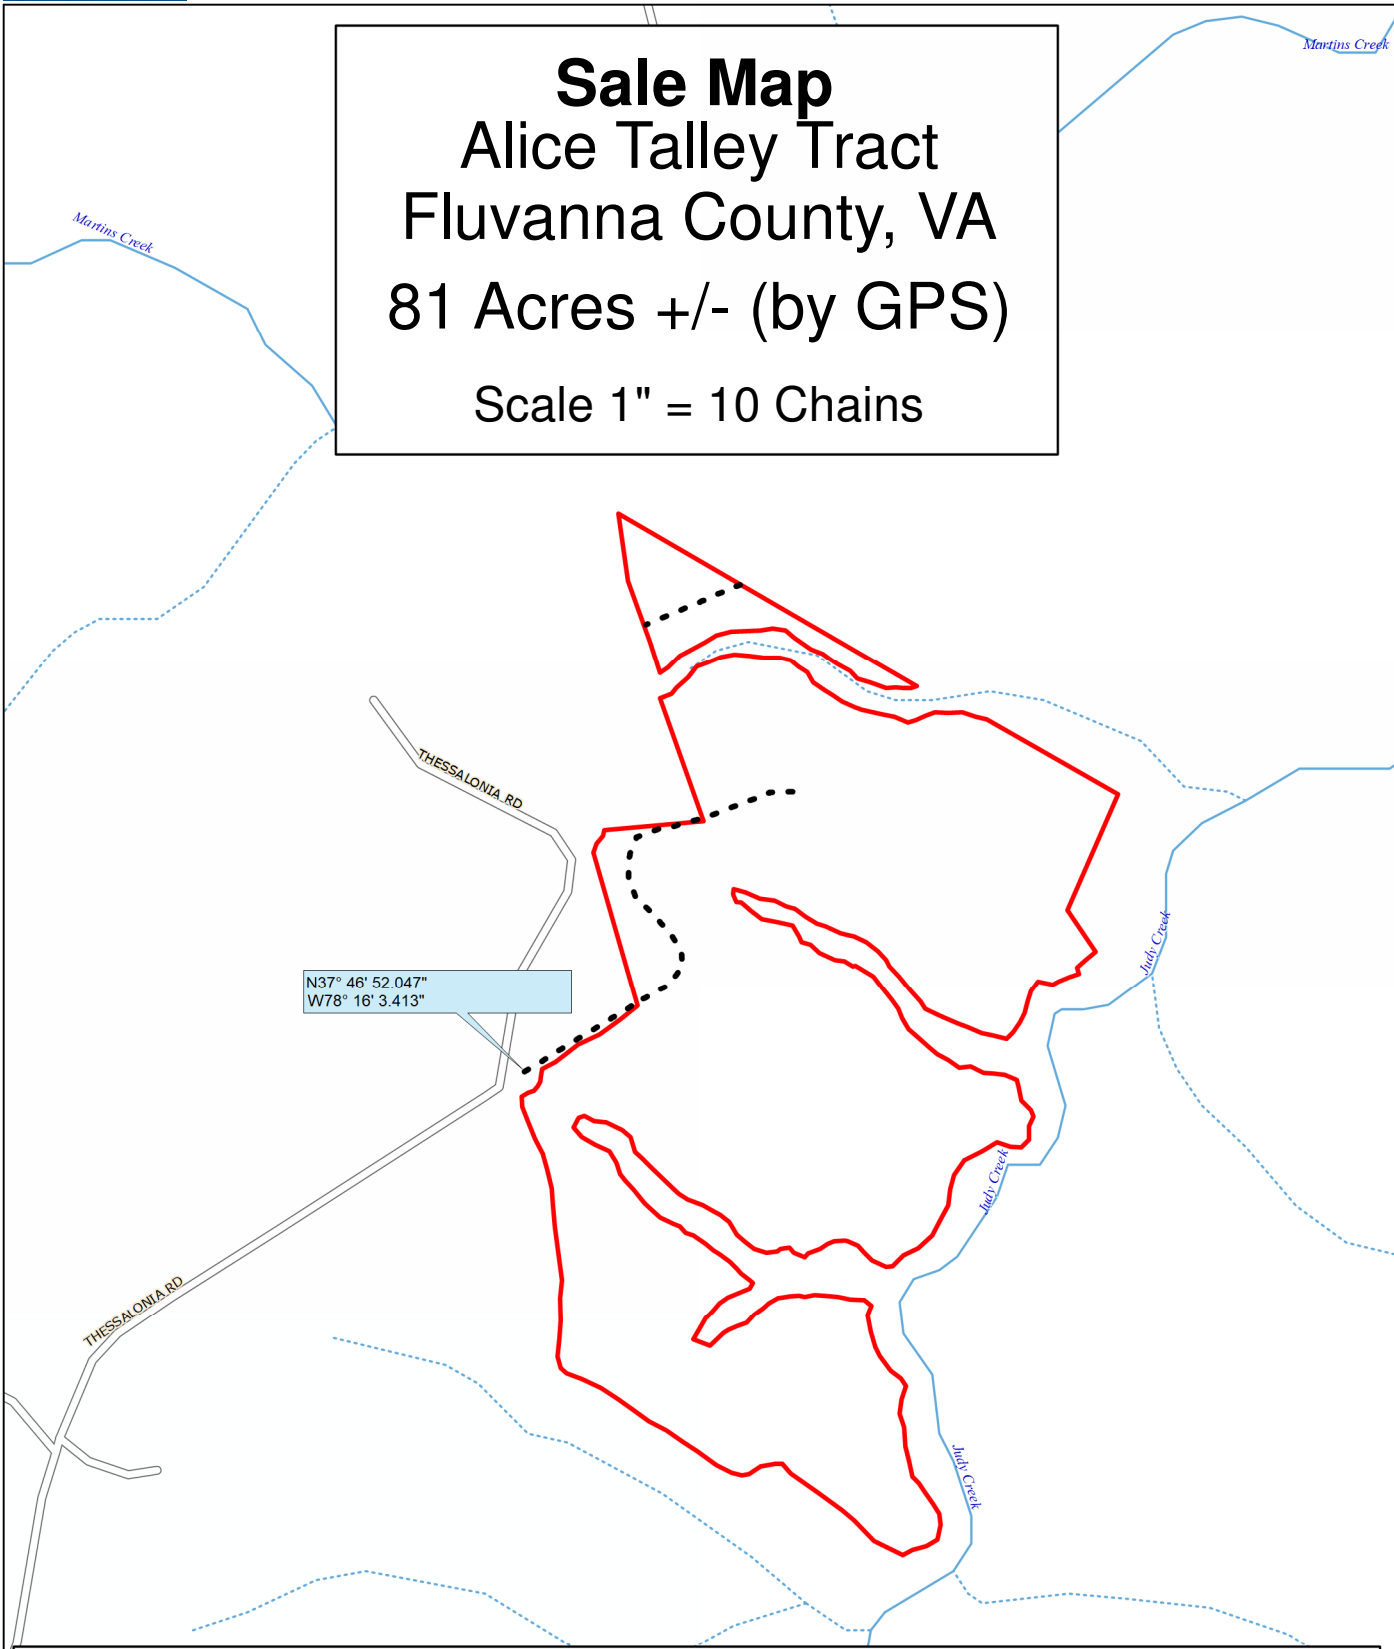 Sale Map
Alice Talley Tract
Fluvanna County, VA
81 Acres +/- (by GPS)
Scale 1" = 10 Chains
Martins Creek
Martins Creek
THESSALONIA RD
Judy Creek
N37° 46' 52.047"
W78° 16' 3.413"
Judy Creek
THESSALONIA RD
Judy Creek